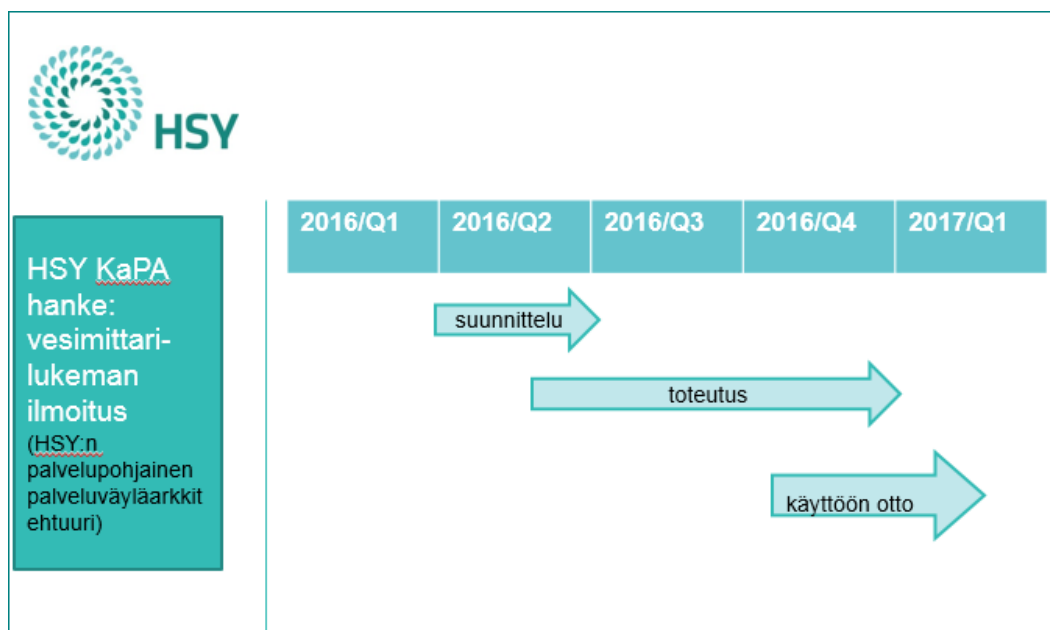 HSY
2016/Q1 2016/Q2 2016/Q3 2016/Q4 2017/Q1
HSY KaPA
hanke:
vesimittari-
lukeman
ilmoitus
(HSY:n
palvelupohjainen
palveluväyläarkkit
ehtuuri)
suunnittelu
toteutus
käyttöön otto